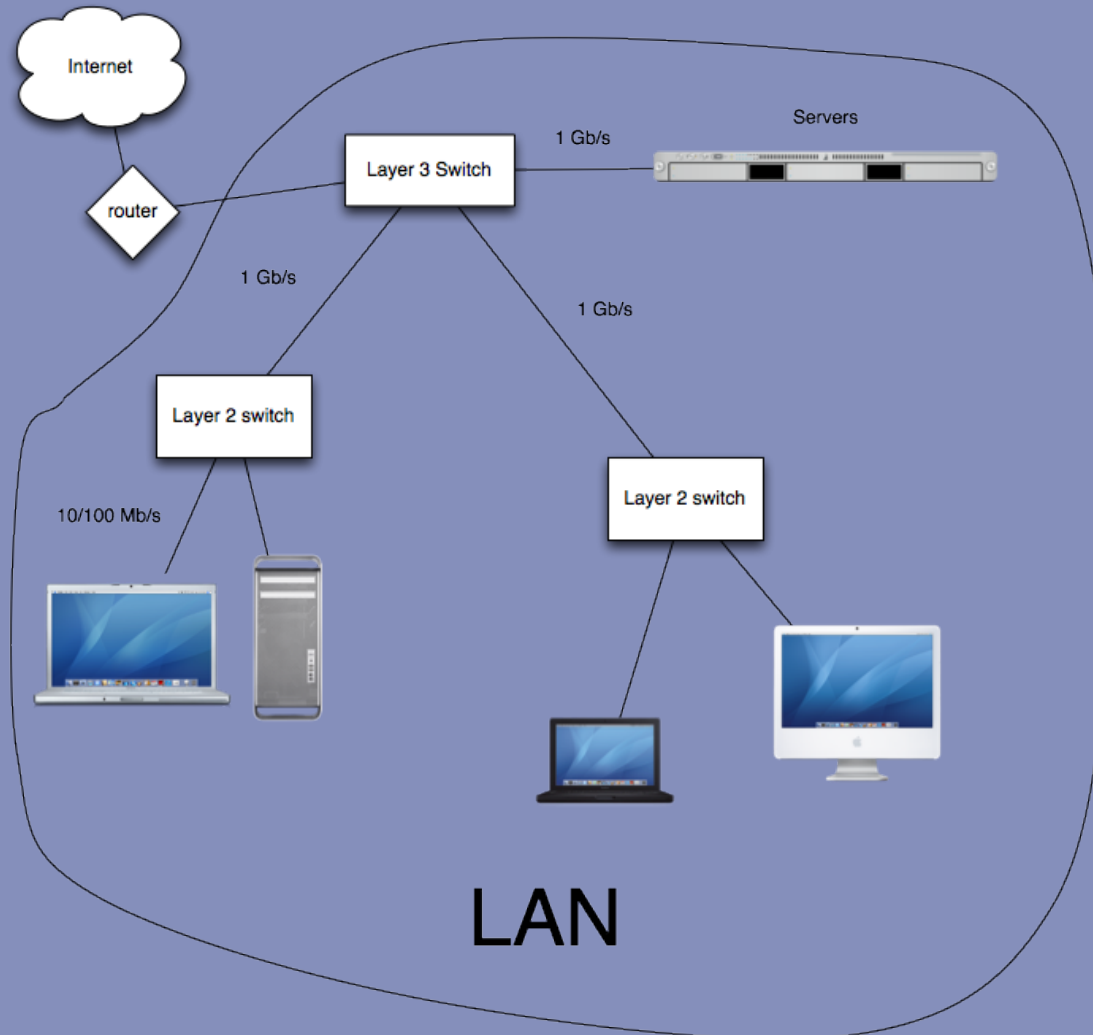 Internet
Servers
1 Gb/s
Layer 3 Switch
router
1 Gb/s
1 Gb/s
Layer 2 switch
Layer 2 switch
10/100 Mb/s
LAN